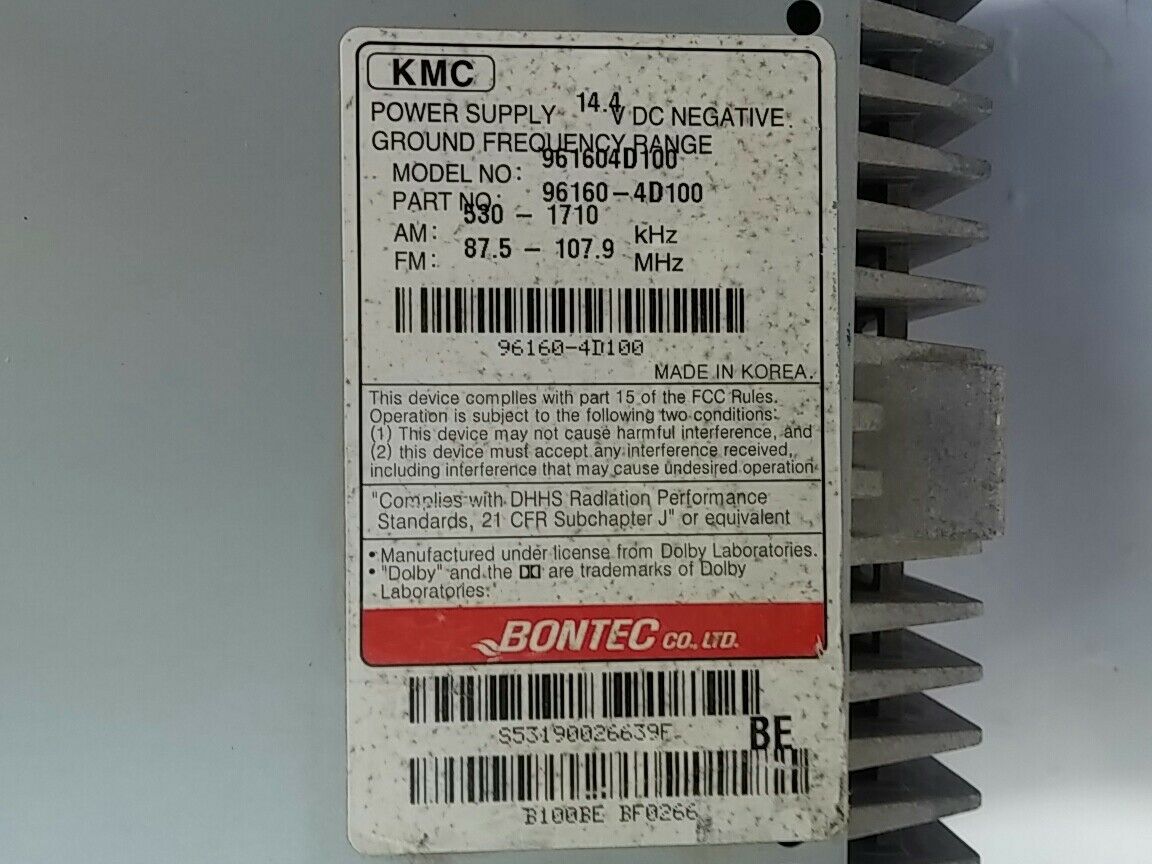 KMC
POWER SUPPLY 14.4 V DC NEGATIVE
GROUND FREQUENCY RANGE
MODEL NO: 961604D100
PART NO: 96160-4D100
AM: 530 - 1710 kHz
FM: 87.5 - 107.9 MHz
96160-4D100
MADE IN KOREA.
This device complies with part 15 of the FCC Rules.
Operation is subject to the following two conditions:
(1) This device may not cause harmful interference, and
(2) this device must accept any interference received,
including interference that may cause undesired operation
"Complies with DHHS Radiation Performance
Standards, 21 CFR Subchapter J" or equivalent
• Manufactured under license from Dolby Laboratories.
• "Dolby" and the DD are trademarks of Dolby
Laboratories.
BONTEC CO., LTD.
S53190026639F
BE
B100BE BF0266